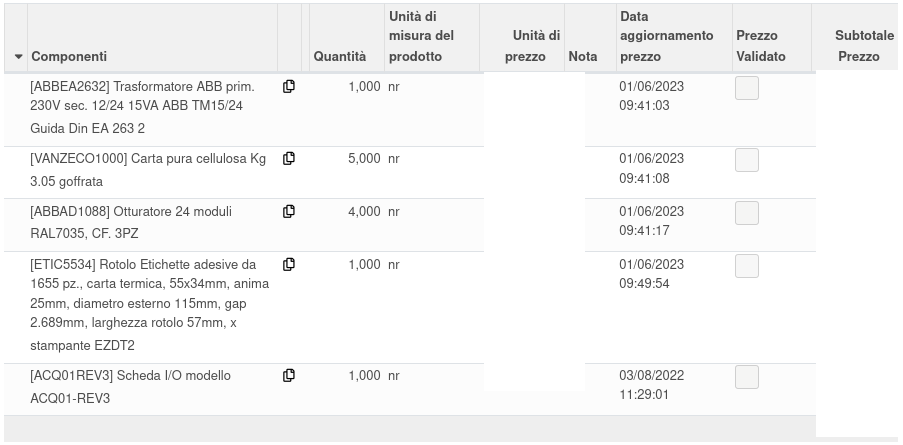 Componenti Quantità Unità di misura del prodotto Unità di prezzo Nota Data aggiornamento prezzo Prezzo Validato Subtotale Prezzo
[ABBEA2632] Trasformatore ABB prim. 1,000 nr 01/06/2023
230V sec. 12/24 15VA ABB TM15/24 09:41:03
Guida Din EA 263 2
[VANZECO1000] Carta pura cellulosa Kg 5,000 nr 01/06/2023
3.05 goffrata 09:41:08
[ABBAD1088] Otturatore 24 moduli 4,000 nr 01/06/2023
RAL7035, CF. 3PZ 09:41:17
[ETIC5534] Rotolo Etichette adesive da 1,000 nr 01/06/2023
1655 pz., carta termica, 55x34mm, anima 09:49:54
25mm, diametro esterno 115mm, gap
2.689mm, larghezza rotolo 57mm, x
stampante EZDT2
[ACQ01REV3] Scheda I/O modello 1,000 nr 03/08/2022
ACQ01-REV3 11:29:01